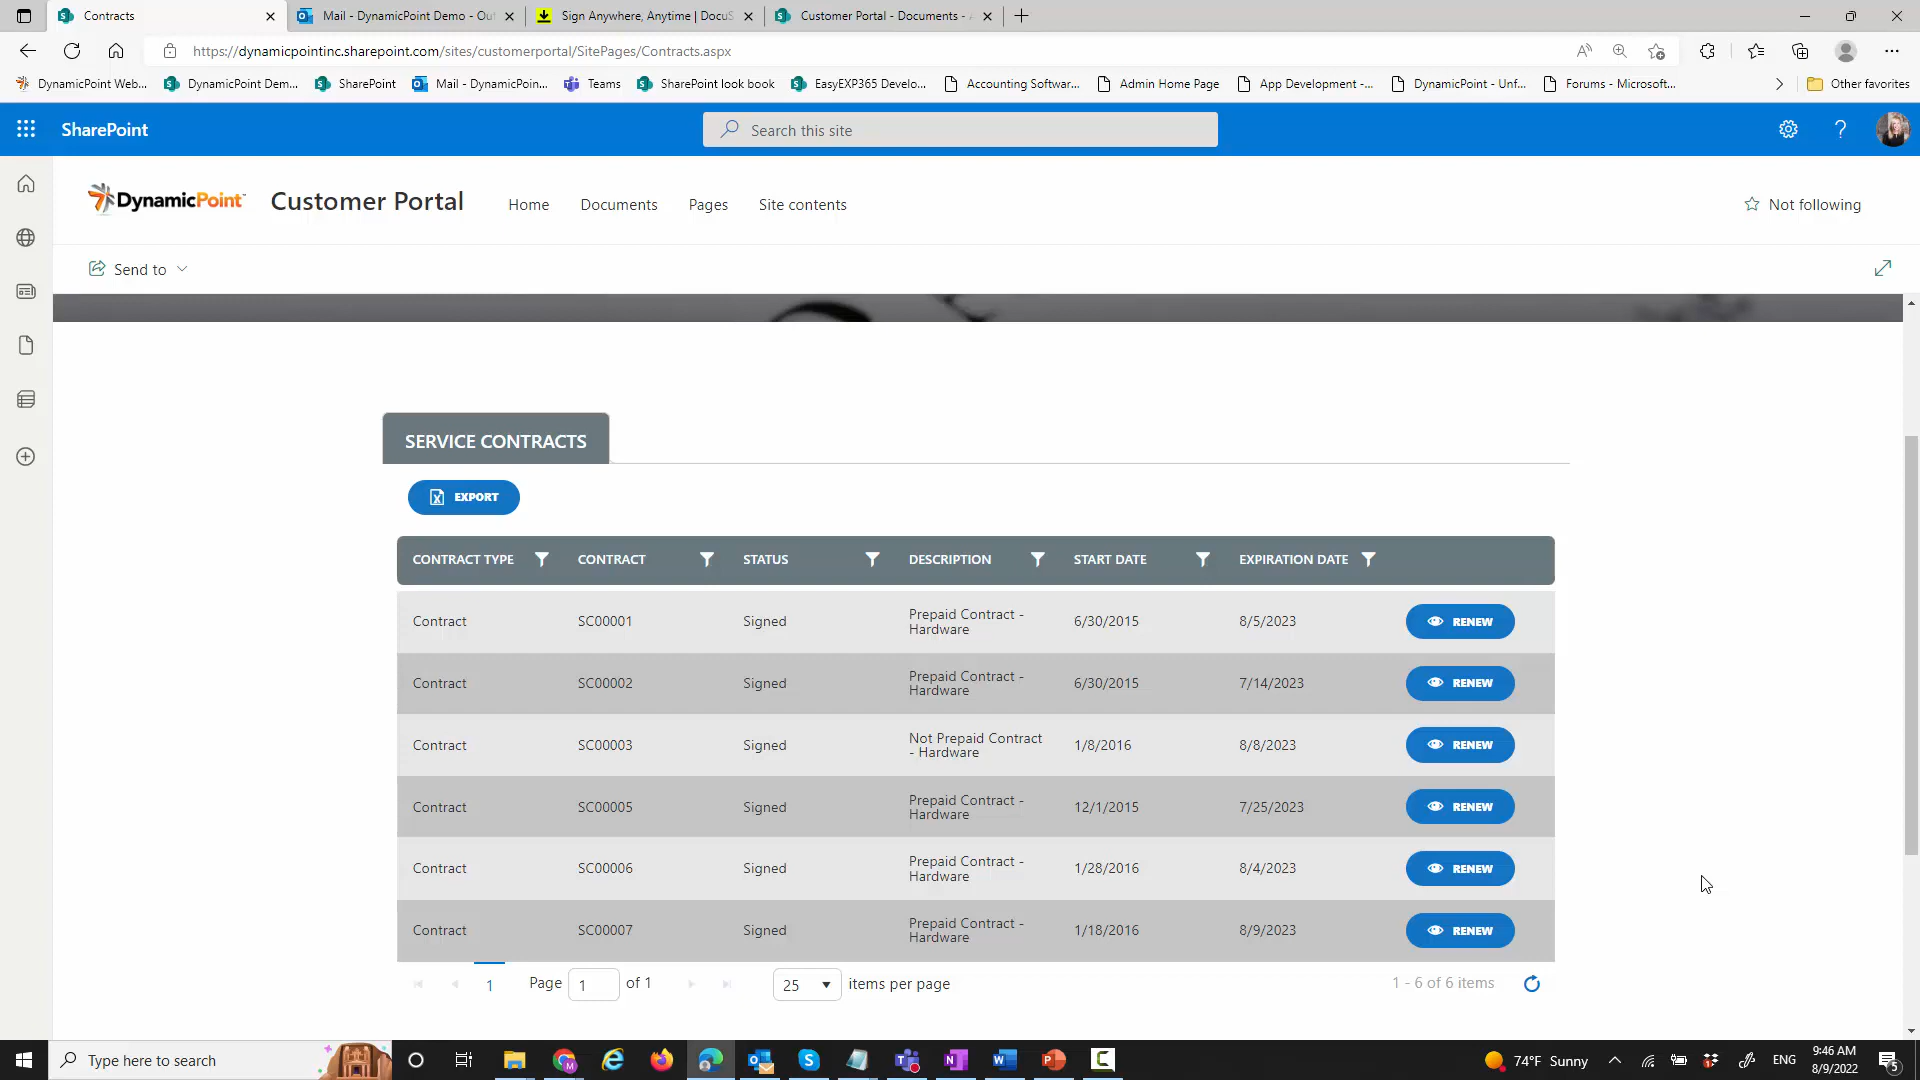 Contracts
Mail - DynamicPoint Demo - Ou
Sign Anywhere, Anytime | DocuS
Customer Portal - Documents -
https://dynamicpointinc.sharepoint.com/sites/customerportal/SitePages/Contracts.aspx
DynamicPoint Web...
DynamicPoint Dem...
SharePoint
Mail - DynamicPoin...
Teams
SharePoint look book
EasyEXP365 Develo...
Accounting Softwar...
Admin Home Page
App Development -...
DynamicPoint - Unf...
Forums - Microsoft...
Other favorites
SharePoint
Search this site
DynamicPoint
Customer Portal
Home
Documents
Pages
Site contents
Not following
Send to
SERVICE CONTRACTS
EXPORT
CONTRACT TYPE CONTRACT STATUS DESCRIPTION START DATE EXPIRATION DATE
Contract SC00001 Signed Prepaid Contract - Hardware 6/30/2015 8/5/2023 RENEW
Contract SC00002 Signed Prepaid Contract - Hardware 6/30/2015 7/14/2023 RENEW
Contract SC00003 Signed Not Prepaid Contract - Hardware 1/8/2016 8/8/2023 RENEW
Contract SC00005 Signed Prepaid Contract - Hardware 12/1/2015 7/25/2023 RENEW
Contract SC00006 Signed Prepaid Contract - Hardware 1/28/2016 8/4/2023 RENEW
Contract SC00007 Signed Prepaid Contract - Hardware 1/18/2016 8/9/2023 RENEW
1 Page 1 of 1 25 items per page 1 - 6 of 6 items
Type here to search
74°F Sunny
ENG
9:46 AM
8/9/2022
5